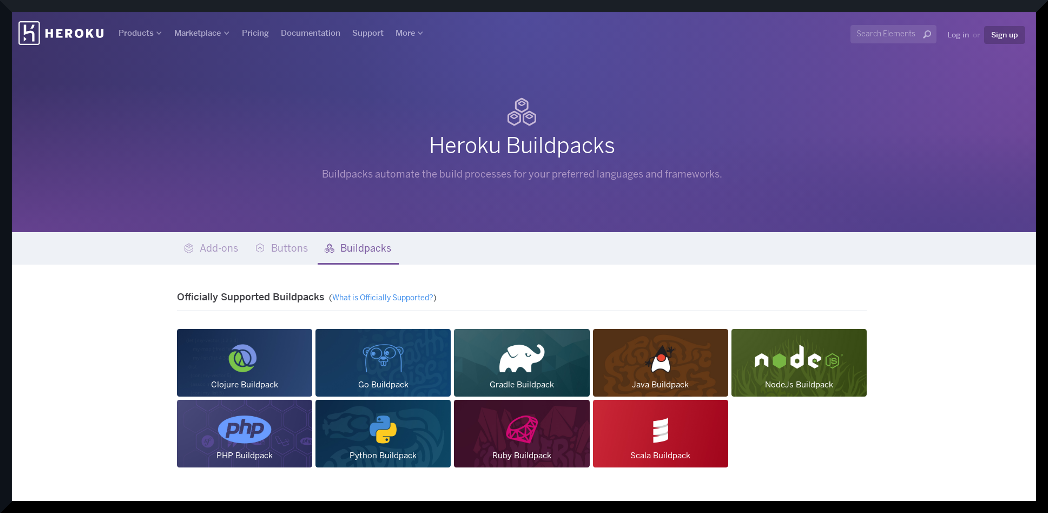 HEROKU Products Marketplace Pricing Documentation Support More Search Elements Log in or Sign up
Heroku Buildpacks
Buildpacks automate the build processes for your preferred languages and frameworks.
Add-ons Buttons Buildpacks
Officially Supported Buildpacks (What is Officially Supported?)
node JS
Clojure Buildpack Go Buildpack Gradle Buildpack Java Buildpack NodeJs Buildpack
php
PHP Buildpack Python Buildpack Ruby Buildpack Scala Buildpack